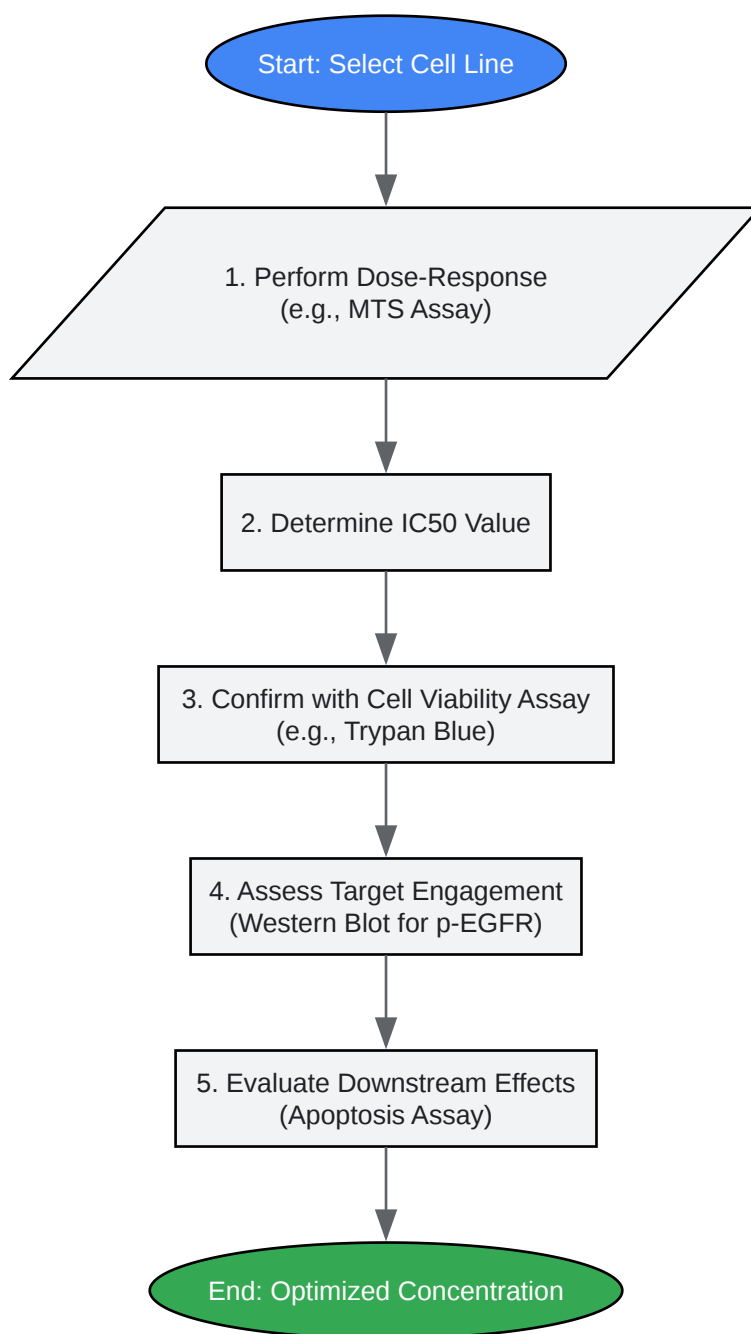 Start: Select Cell Line
1. Perform Dose-Response
(e.g., MTS Assay)
2. Determine IC50 Value
3. Confirm with Cell Viability Assay
(e.g., Trypan Blue)
4. Assess Target Engagement
(Western Blot for p-EGFR)
5. Evaluate Downstream Effects
(Apoptosis Assay)
End: Optimized Concentration